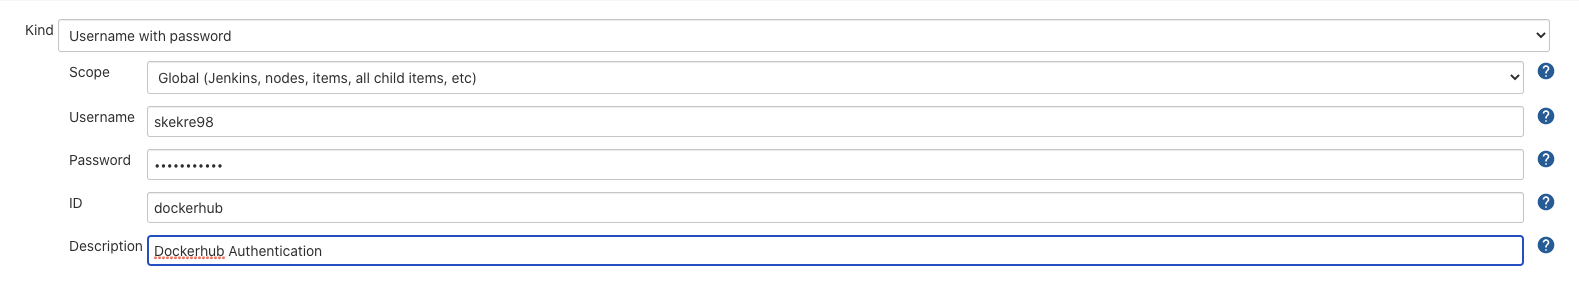 Kind Username with password
Scope Global (Jenkins, nodes, items, all child items, etc) ?
Username skekre98 ?
Password ••••••••••• ?
ID dockerhub ?
Description Dockerhub Authentication ?